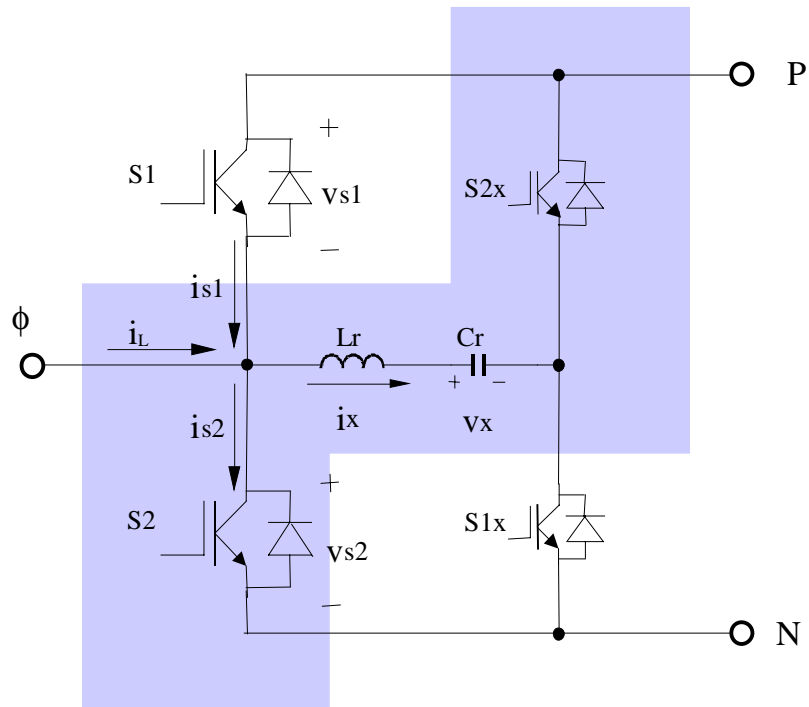 P
+
S1
vs1
S2x
−
is1
ϕ
iL
Lr
Cr
+
−
is2
ix
vx
+
S2
vs2
S1x
−
N